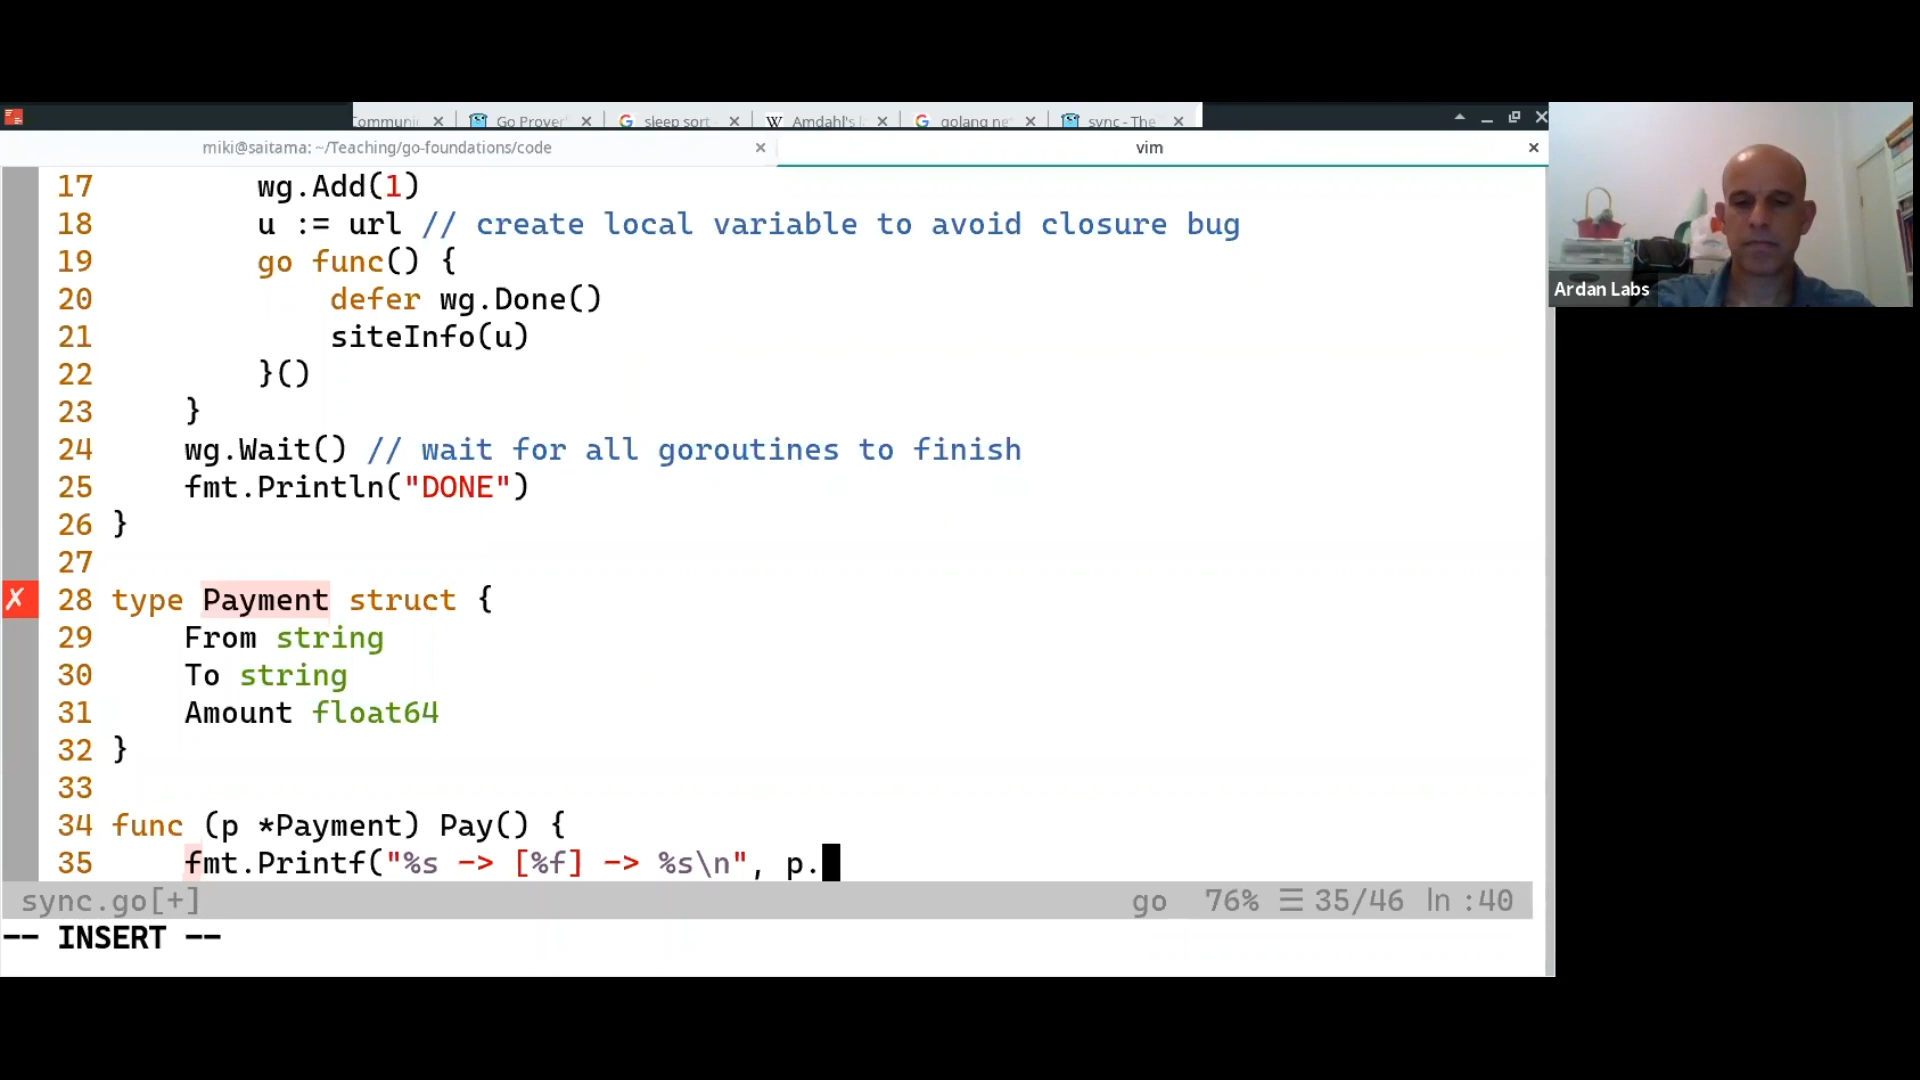 Communi
Go Prover
sleep sort
Amdahl's l
golang ne
sync - The
miki@saitama: ~/Teaching/go-foundations/code
vim
17 wg.Add(1)
18 u := url // create local variable to avoid closure bug
19 go func() {
20 defer wg.Done()
21 siteInfo(u)
22 }()
23 }
24 wg.Wait() // wait for all goroutines to finish
25 fmt.Println("DONE")
26 }
27
28 type Payment struct {
29 From string
30 To string
31 Amount float64
32 }
33
34 func (p *Payment) Pay() {
35 fmt.Printf("%s -> [%f] -> %s\n", p.
sync.go[+] go 76% ☰ 35/46 ln :40
-- INSERT --
Ardan Labs